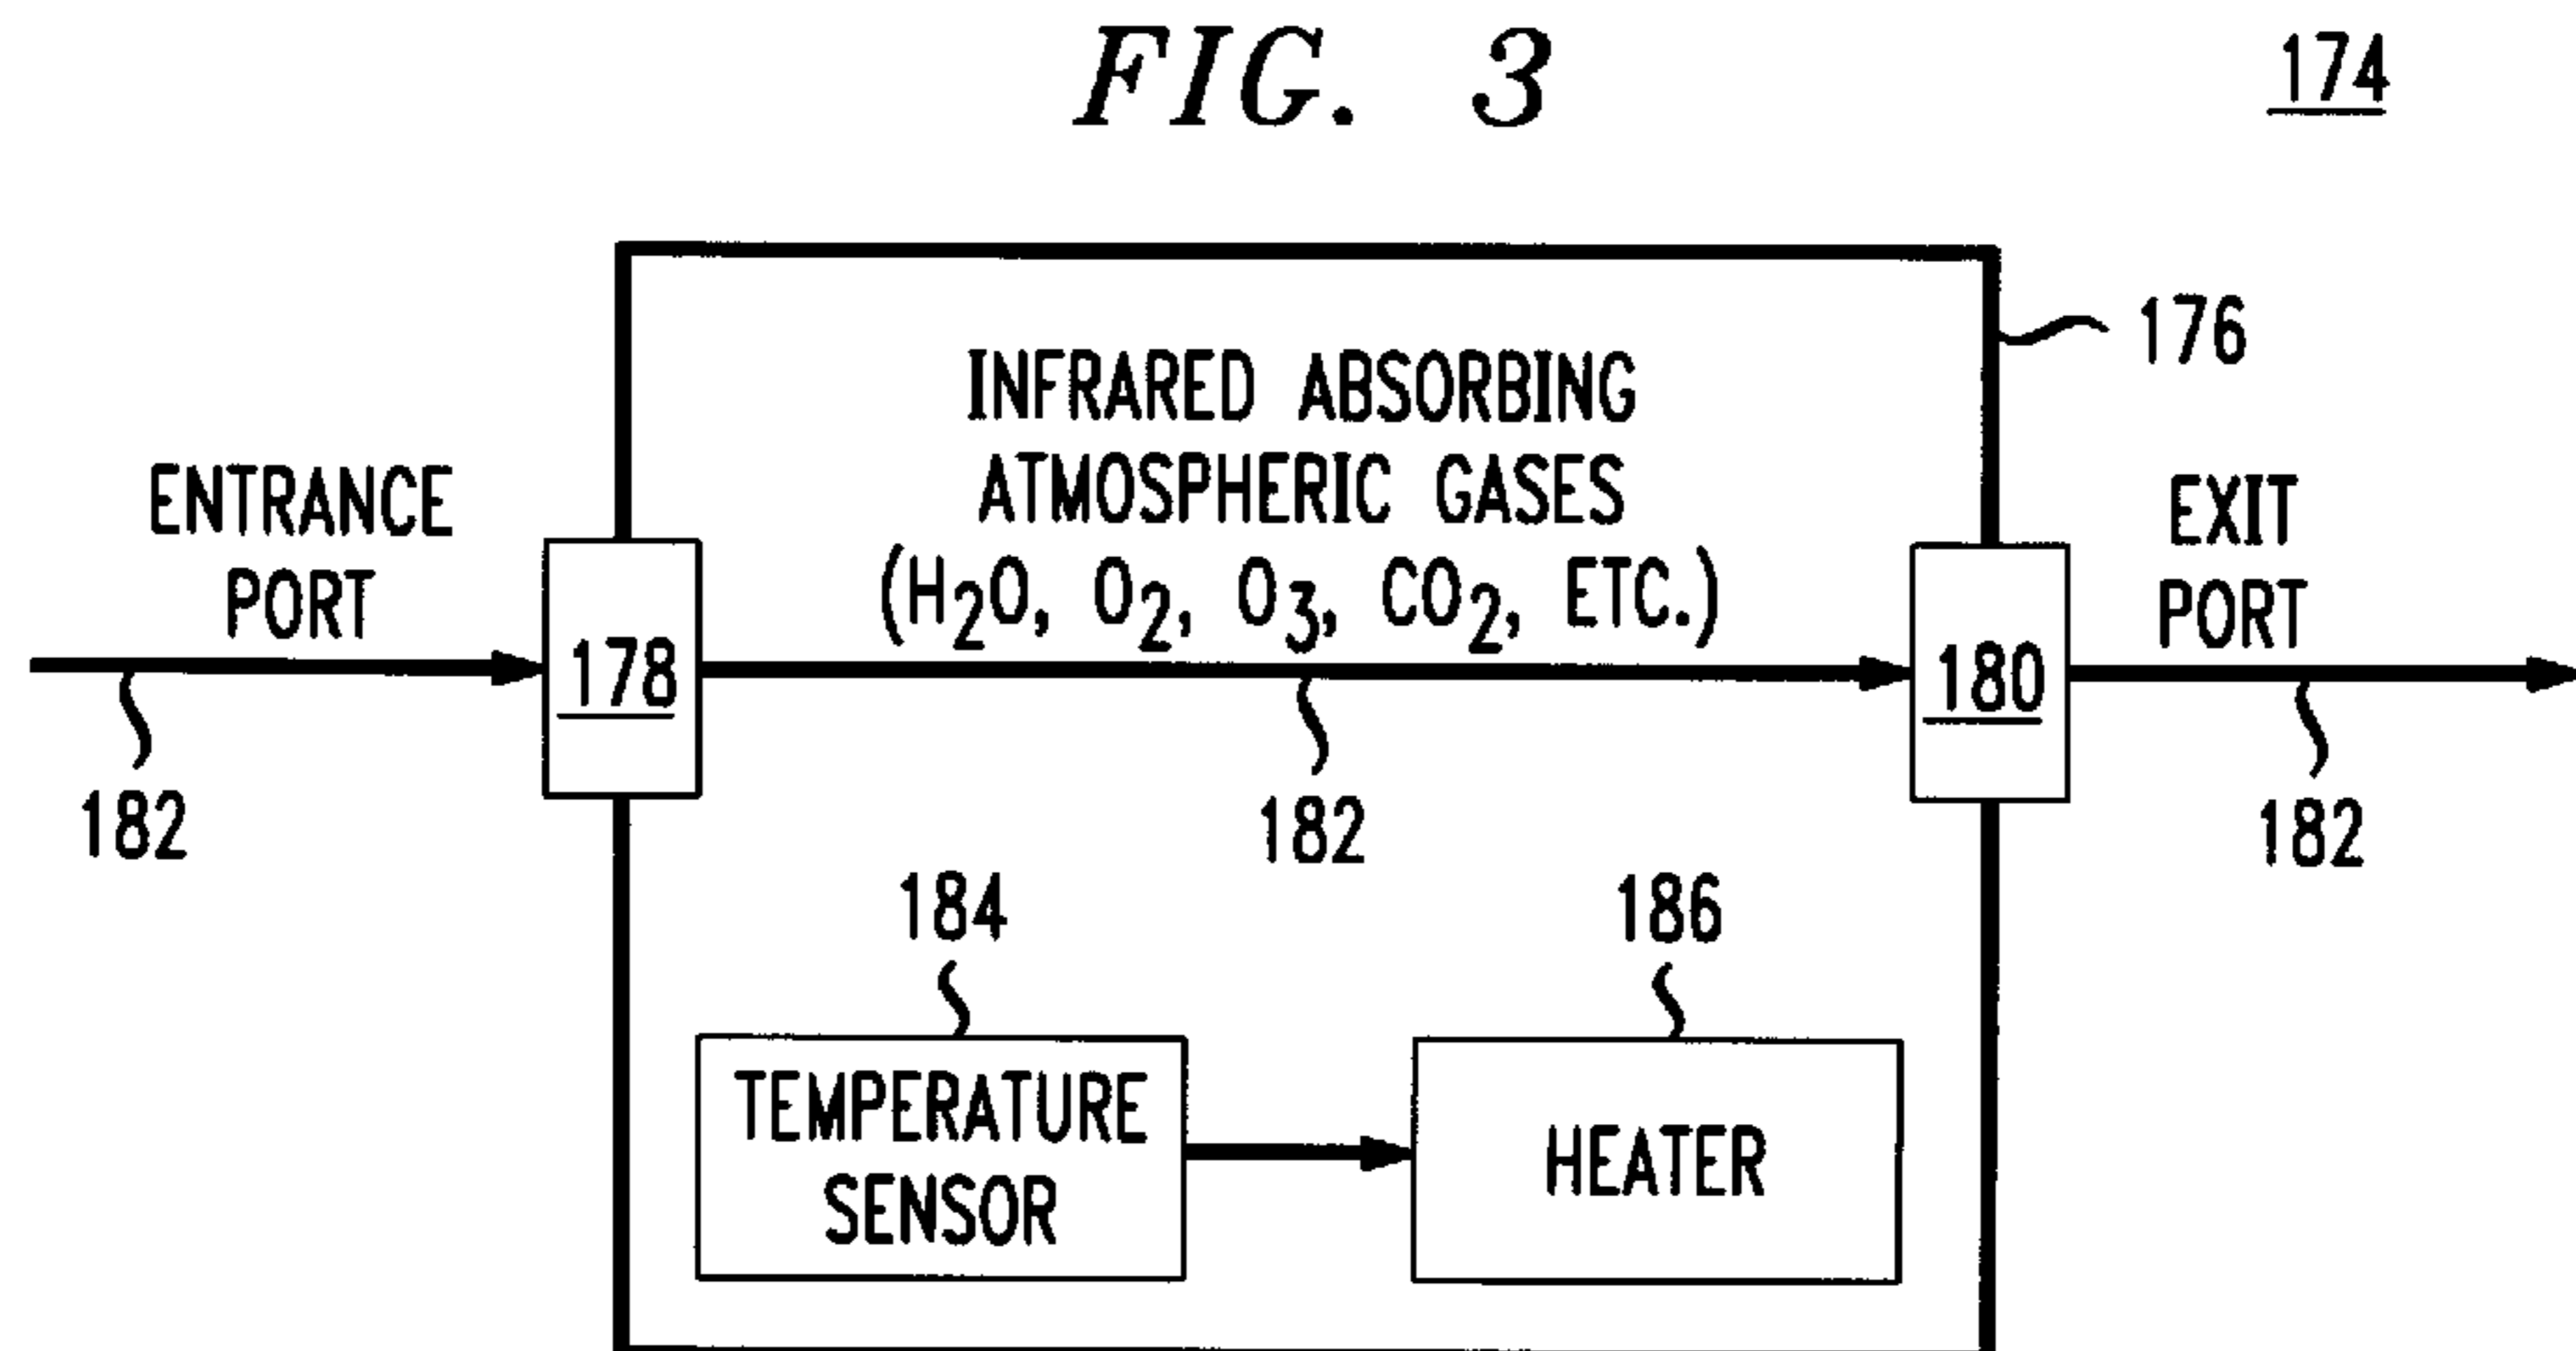 FIG. 3
174
176
INFRARED ABSORBING
ATMOSPHERIC GASES
(H₂O, O₂, O₃, CO₂, ETC.)
ENTRANCE
PORT
EXIT
PORT
178
180
182
182
182
184
186
TEMPERATURE
SENSOR
HEATER